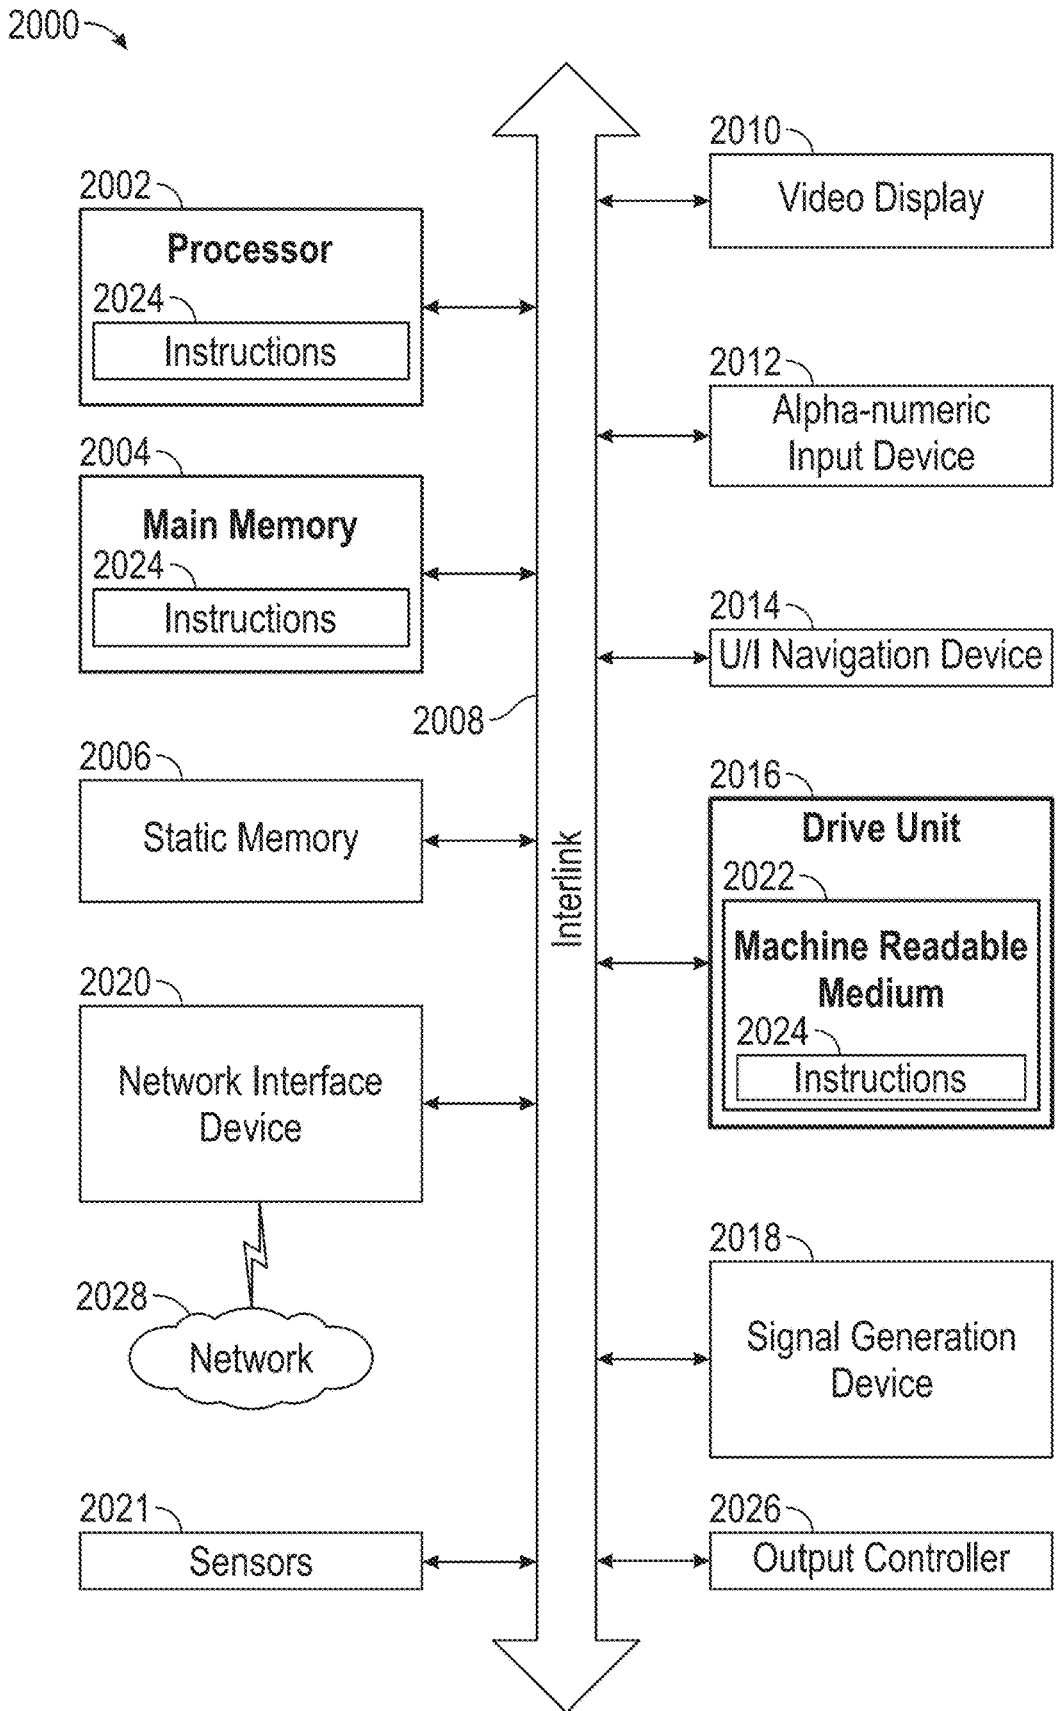 2000
2002
Processor
2024
Instructions
2004
Main Memory
2024
Instructions
2008
2006
Static Memory
2020
Network Interface
Device
2028
Network
2021
Sensors
Interlink
2010
Video Display
2012
Alpha-numeric
Input Device
2014
U/I Navigation Device
2016
Drive Unit
2022
Machine Readable
Medium
2024
Instructions
2018
Signal Generation
Device
2026
Output Controller